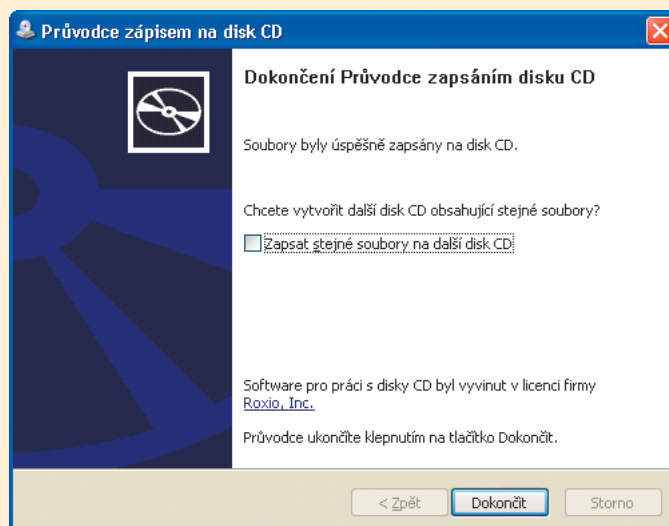 Průvodce zápisem na disk CD
Dokončení Průvodce zapsáním disku CD
Soubory byly úspěšně zapsány na disk CD.
Chcete vytvořit další disk CD obsahující stejné soubory?
Zapsat stejné soubory na další disk CD
Software pro práci s disky CD byl vyvinut v licenci firmy
Roxio, Inc.
Průvodce ukončíte klepnutím na tlačítko Dokončit.
< Zpět
Dokončit
Storno